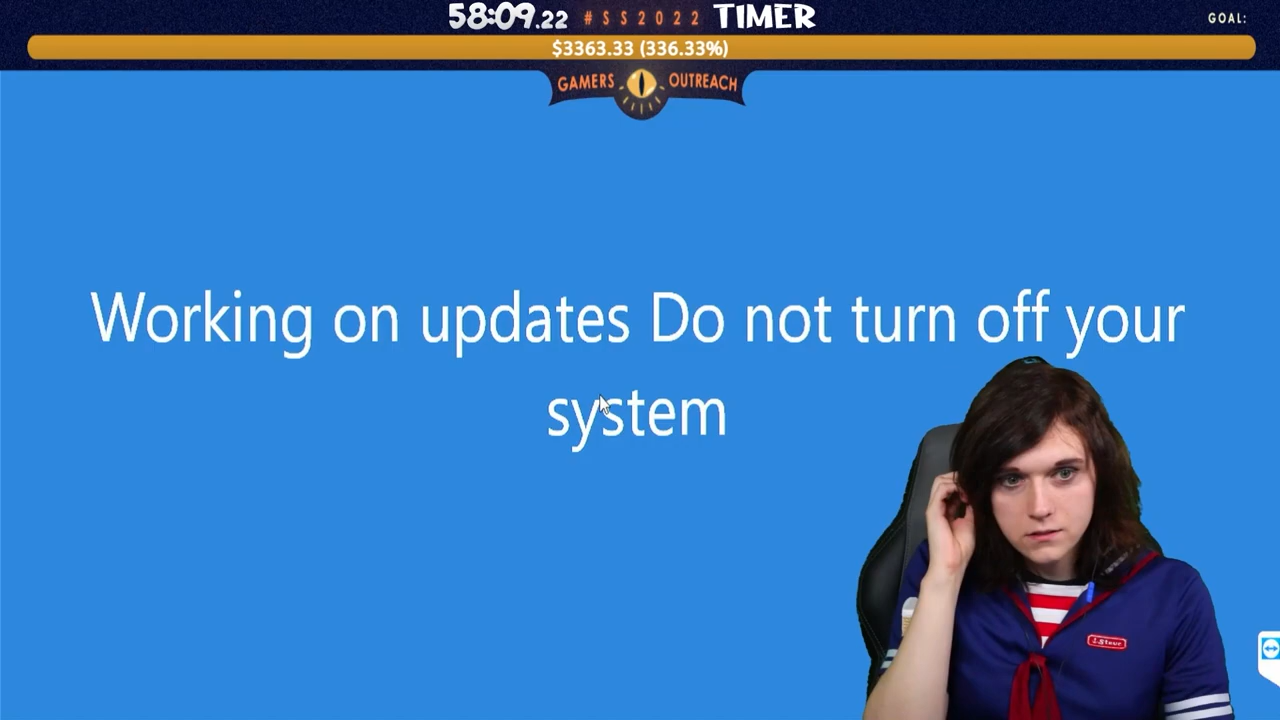 58:09.22 #SS2022 TIMER
GOAL:
$3363.33 (336.33%)
GAMERS OUTREACH
Working on updates Do not turn off your
system